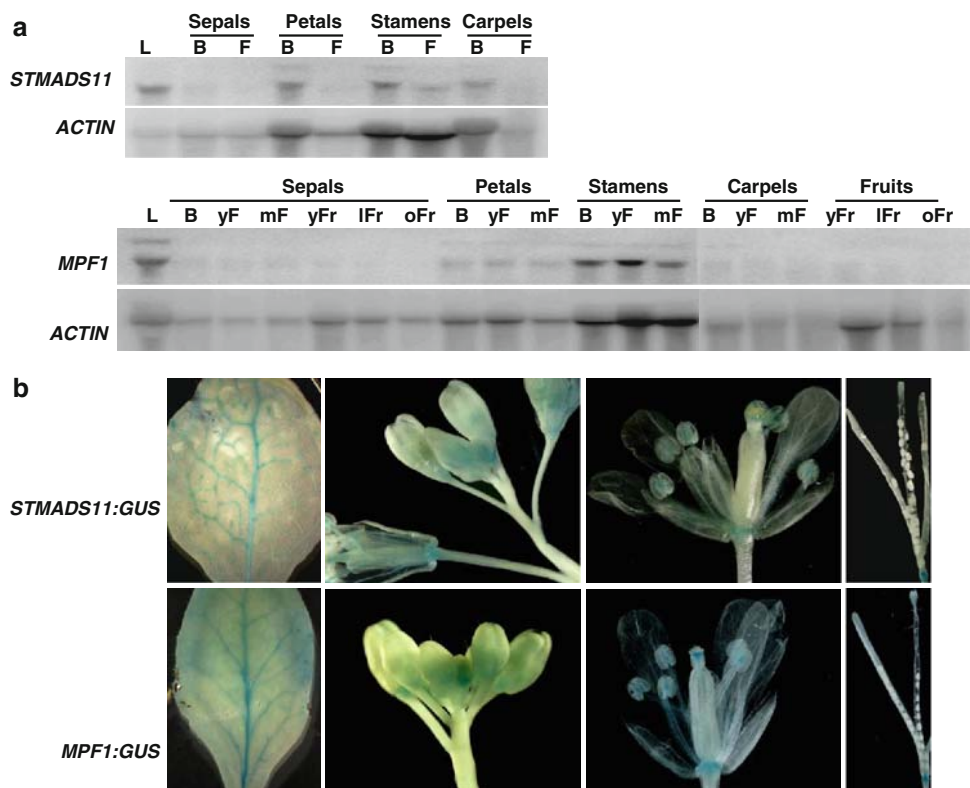 a
Sepals Petals Stamens Carpels
L B F B F B F B F
STMADS11
ACTIN
Sepals Petals Stamens Carpels Fruits
L B yF mF yFr lFr oFr B yF mF B yF mF B yF mF yFr lFr oFr
MPF1
ACTIN
b
STMADS11:GUS
MPF1:GUS